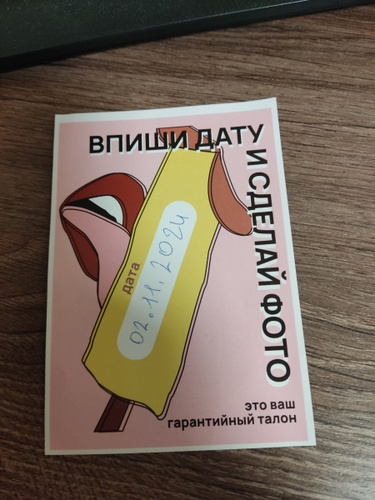 ВПИШИ ДАТУ
И СДЕЛАЙ ФОТО
дата
02.11.2024
это ваш
гарантийный талон